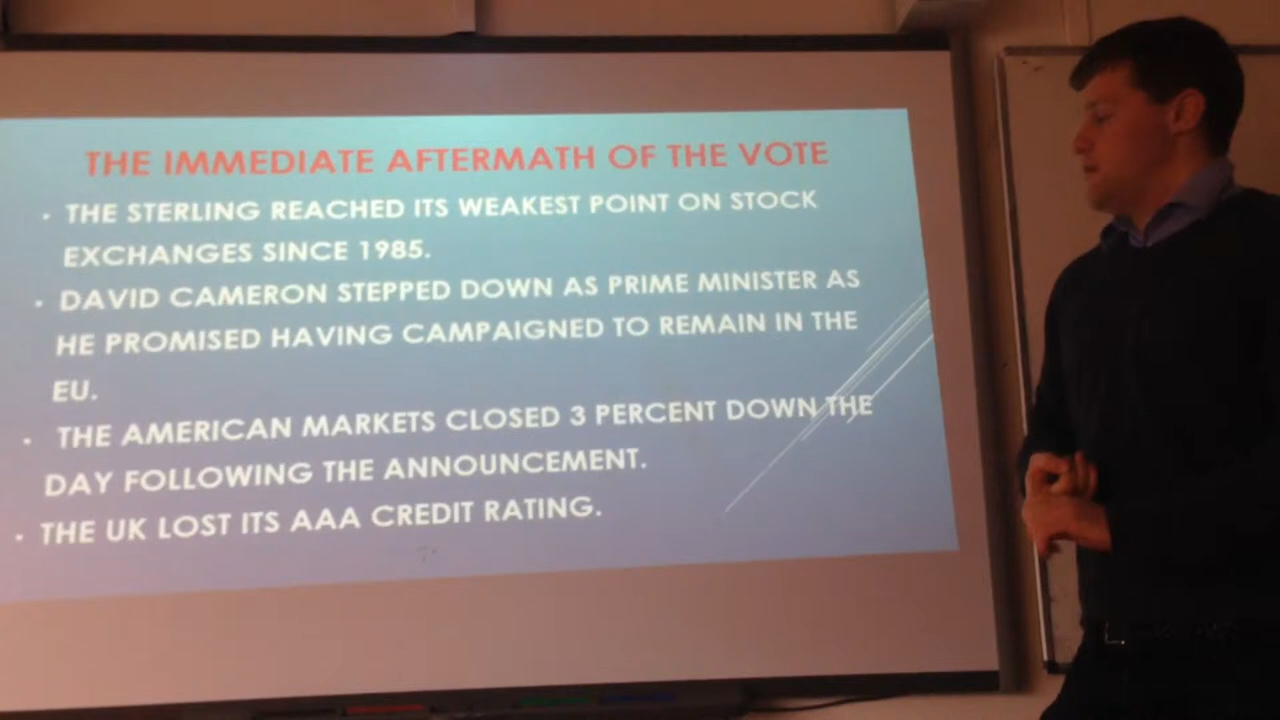 THE IMMEDIATE AFTERMATH OF THE VOTE
• THE STERLING REACHED ITS WEAKEST POINT ON STOCK
EXCHANGES SINCE 1985.
• DAVID CAMERON STEPPED DOWN AS PRIME MINISTER AS
HE PROMISED HAVING CAMPAIGNED TO REMAIN IN THE
EU.
• THE AMERICAN MARKETS CLOSED 3 PERCENT DOWN THE
DAY FOLLOWING THE ANNOUNCEMENT.
• THE UK LOST ITS AAA CREDIT RATING.